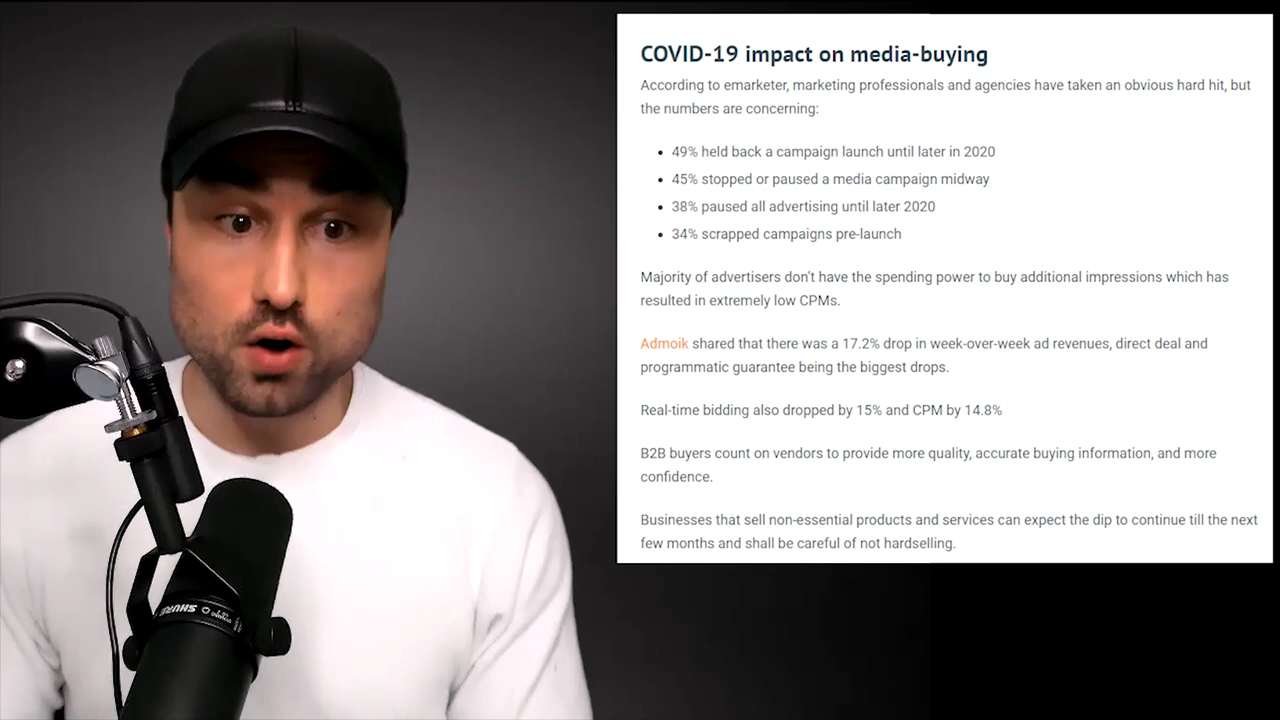 COVID-19 impact on media-buying
According to emarketer, marketing professionals and agencies have taken an obvious hard hit, but
the numbers are concerning:
• 49% held back a campaign launch until later in 2020
• 45% stopped or paused a media campaign midway
• 38% paused all advertising until later 2020
• 34% scrapped campaigns pre-launch
Majority of advertisers don't have the spending power to buy additional impressions which has
resulted in extremely low CPMs.
Admoik shared that there was a 17.2% drop in week-over-week ad revenues, direct deal and
programmatic guarantee being the biggest drops.
Real-time bidding also dropped by 15% and CPM by 14.8%
B2B buyers count on vendors to provide more quality, accurate buying information, and more
confidence.
Businesses that sell non-essential products and services can expect the dip to continue till the next
few months and shall be careful of not hardselling.
SHURE